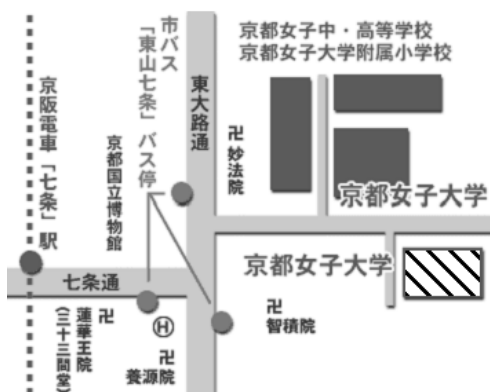 京都女子中・高等学校
京都女子大学附属小学校
市バス
「東山七条」バス停
東大路通
京阪電車「七条」駅
京都国立博物館
卍 妙法院
京都女子大学
京都女子大学
七条通
卍
蓮華王院
(三十三間堂)
H
卍
養源院
卍
智積院